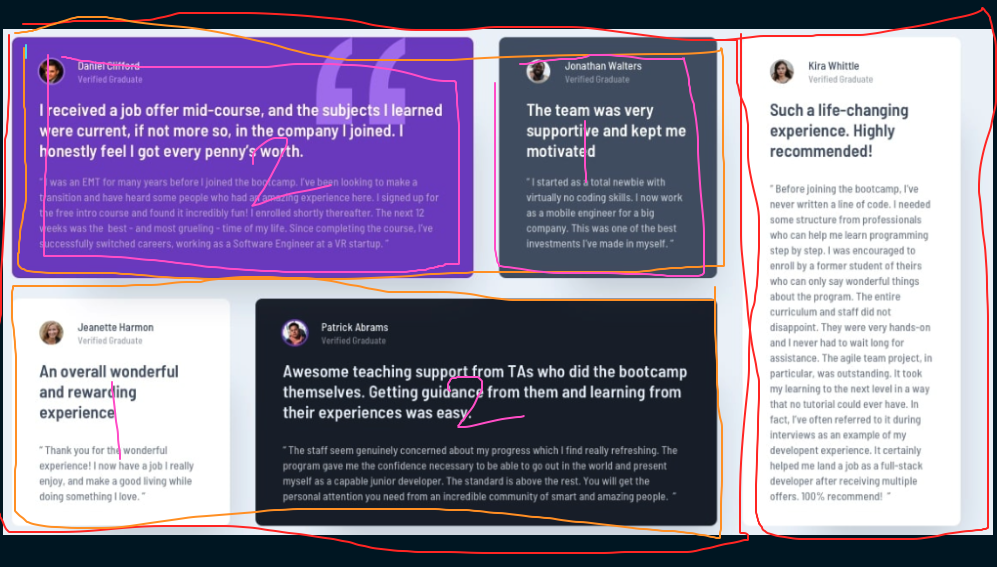 Daniel Clifford
Verified Graduate
I received a job offer mid-course, and the subjects I learned
were current, if not more so, in the company I joined. I
honestly feel I got every penny's worth.
“ I was an EMT for many years before I joined the bootcamp. I've been looking to make a
transition and have heard some people who had an amazing experience here. I signed up for
the free intro course and found it incredibly fun! I enrolled shortly thereafter. The next 12
weeks was the best - and most grueling - time of my life. Since completing the course, I've
successfully switched careers, working as a Software Engineer at a VR startup. ”
2
Jonathan Walters
Verified Graduate
The team was very
supportive and kept me
motivated
“ I started as a total newbie with
virtually no coding skills. I now work
as a mobile engineer for a big
company. This was one of the best
investments I've made in myself. ”
1
Jeanette Harmon
Verified Graduate
An overall wonderful
and rewarding
experience
“ Thank you for the wonderful
experience! I now have a job I really
enjoy, and make a good living while
doing something I love. ”
1
Patrick Abrams
Verified Graduate
Awesome teaching support from TAs who did the bootcamp
themselves. Getting guidance from them and learning from
their experiences was easy.
“ The staff seem genuinely concerned about my progress which I find really refreshing. The
program gave me the confidence necessary to be able to go out in the world and present
myself as a capable junior developer. The standard is above the rest. You will get the
personal attention you need from an incredible community of smart and amazing people. ”
2
Kira Whittle
Verified Graduate
Such a life-changing
experience. Highly
recommended!
“ Before joining the bootcamp, I've
never written a line of code. I needed
some structure from professionals
who can help me learn programming
step by step. I was encouraged to
enroll by a former student of theirs
who can only say wonderful things
about the program. The entire
curriculum and staff did not
disappoint. They were very hands-on
and I never had to wait long for
assistance. The agile team project, in
particular, was outstanding. It took
my learning to the next level in a way
that no tutorial could ever have. In
fact, I've often referred to it during
interviews as an example of my
developent experience. It certainly
helped me land a job as a full-stack
developer after receiving multiple
offers. 100% recommend! ”